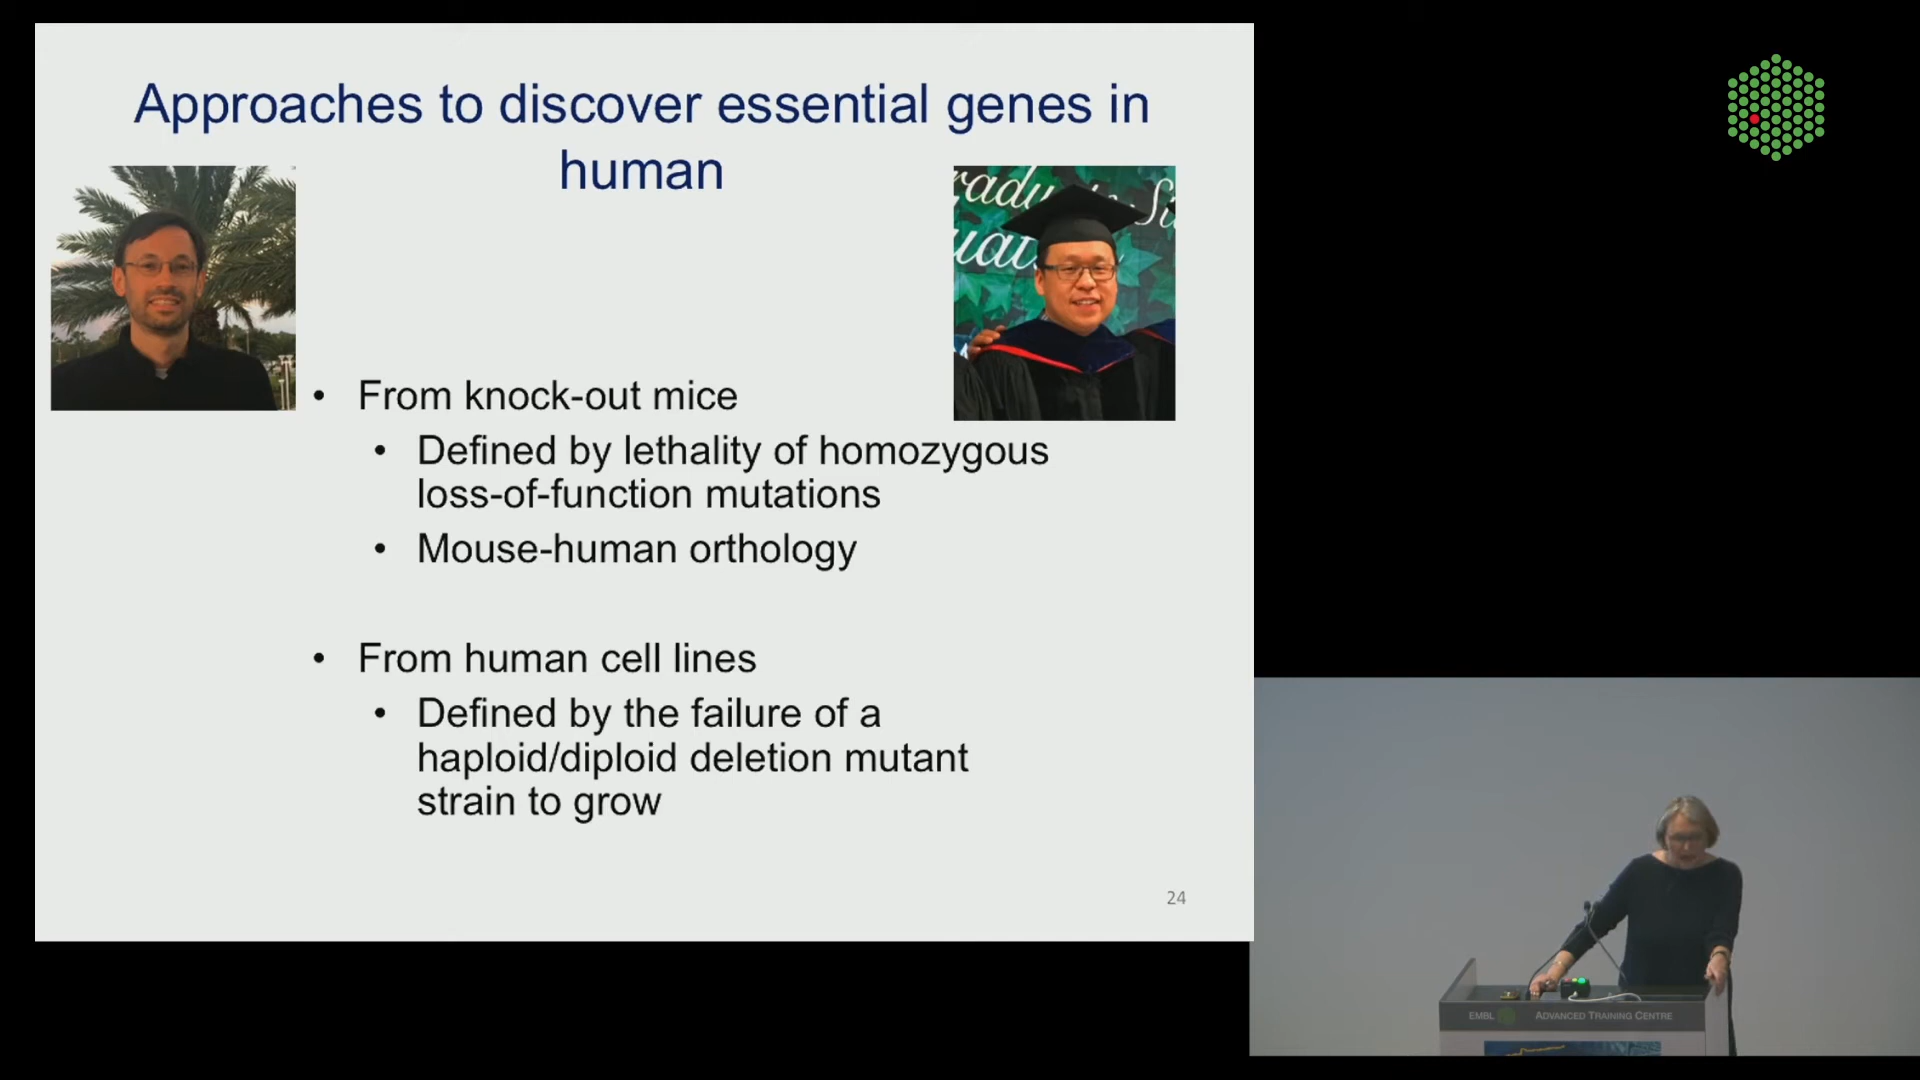 Approaches to discover essential genes in
human
• From knock-out mice
• Defined by lethality of homozygous
loss-of-function mutations
• Mouse-human orthology
• From human cell lines
• Defined by the failure of a
haploid/diploid deletion mutant
strain to grow
24
EMBL ADVANCED TRAINING CENTRE